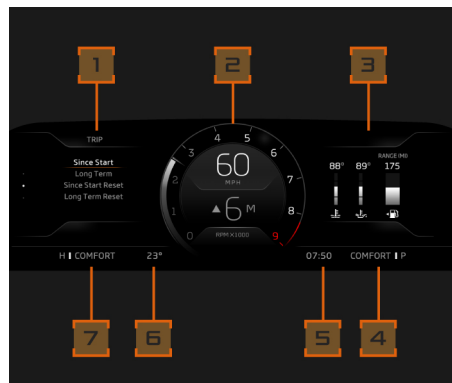 1
2
3
TRIP
Since Start
Long Term
Since Start Reset
Long Term Reset
0
1
2
3
4
5
6
7
8
9
60
MPH
6 M
RPM X1000
RANGE (MI)
88° 89° 175
H COMFORT
23°
07:50
COMFORT P
7
6
5
4